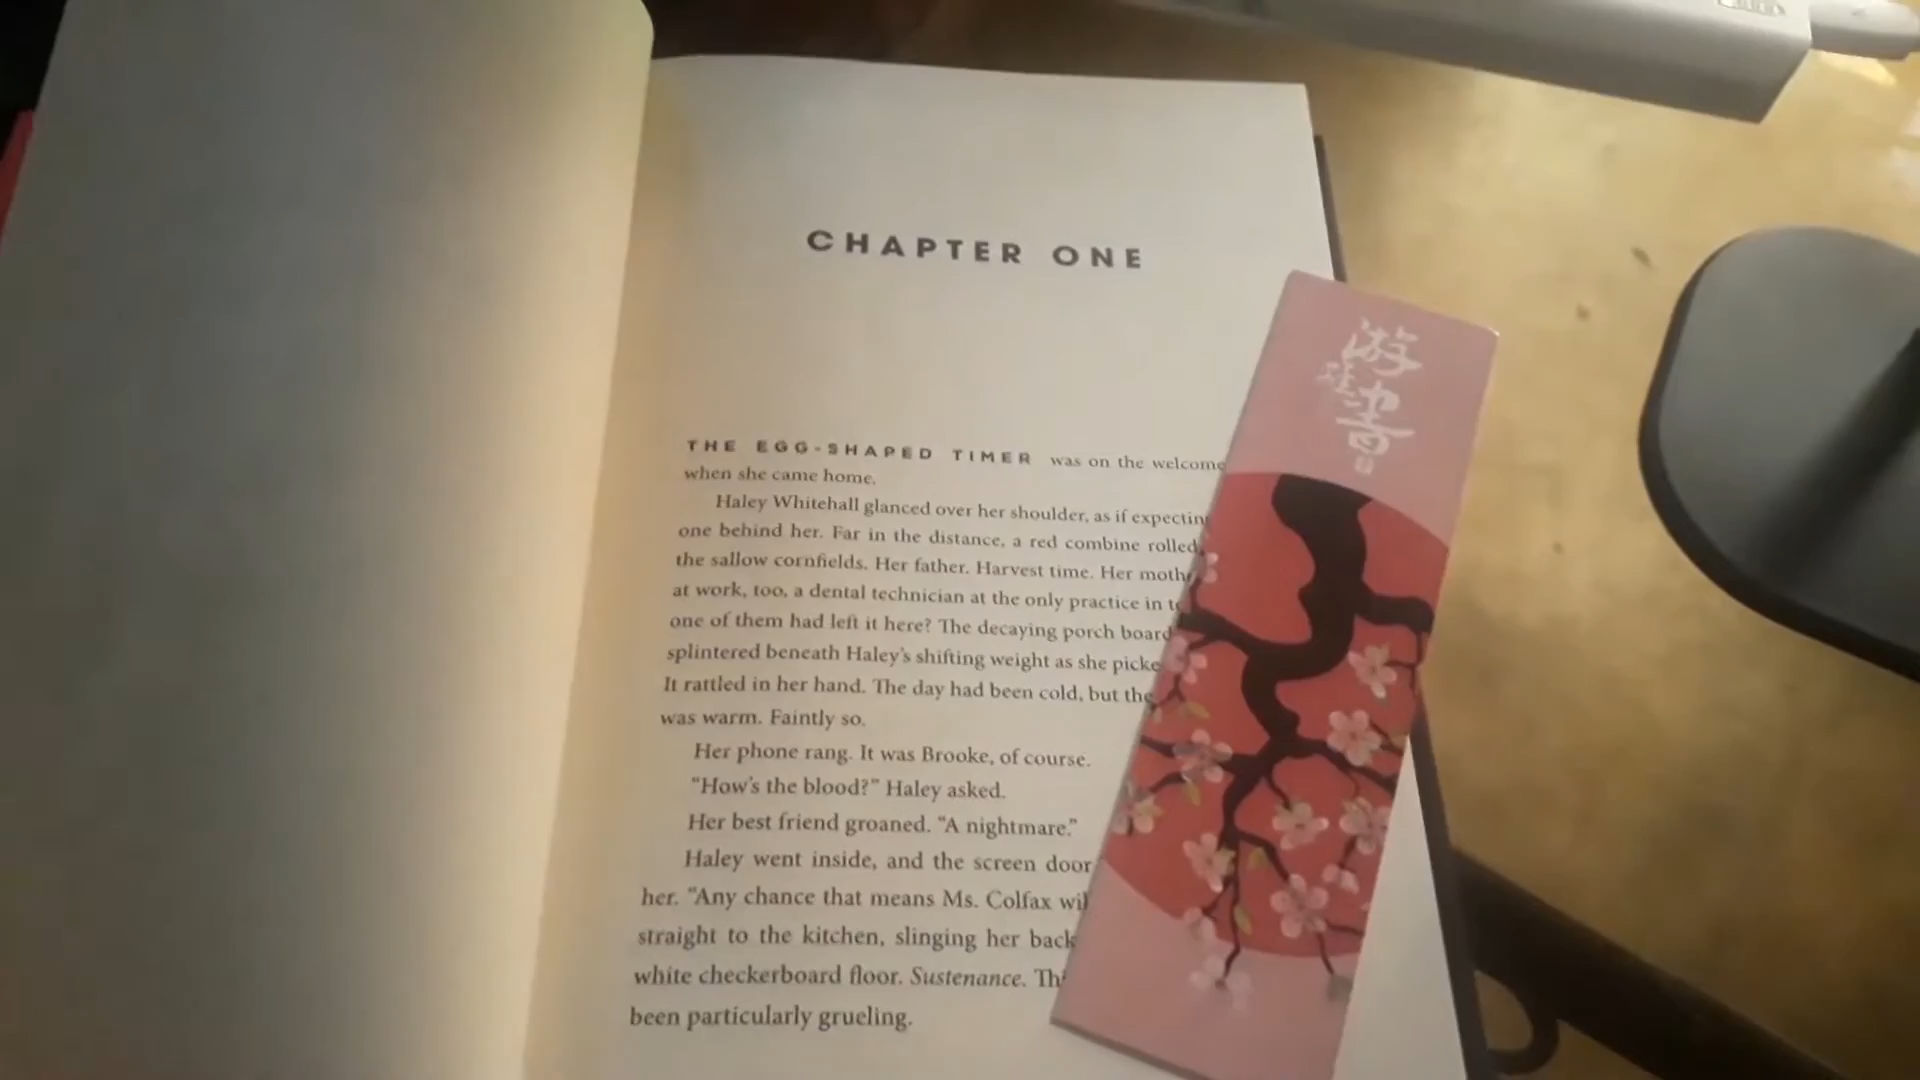 CHAPTER ONE
THE EGG-SHAPED TIMER was on the welcome
when she came home.
Haley Whitehall glanced over her shoulder, as if expectin
one behind her. Far in the distance, a red combine rolled
the sallow cornfields. Her father. Harvest time. Her moth
at work, too, a dental technician at the only practice in t
one of them had left it here? The decaying porch board
splintered beneath Haley's shifting weight as she picke
It rattled in her hand. The day had been cold, but the
was warm. Faintly so.
Her phone rang. It was Brooke, of course.
“How's the blood?” Haley asked.
Her best friend groaned. “A nightmare.”
Haley went inside, and the screen door
her. “Any chance that means Ms. Colfax wil
straight to the kitchen, slinging her back
white checkerboard floor. Sustenance. Th
been particularly grueling.
游
書